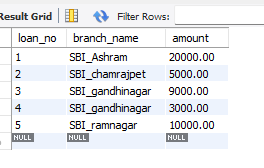 Result Grid Filter Rows:
loan_no branch_name amount
1 SBI_Ashram 20000.00
2 SBI_chamrajpet 5000.00
3 SBI_gandhinagar 9000.00
4 SBI_gandhinagar 3000.00
5 SBI_ramnagar 10000.00
NULL NULL NULL